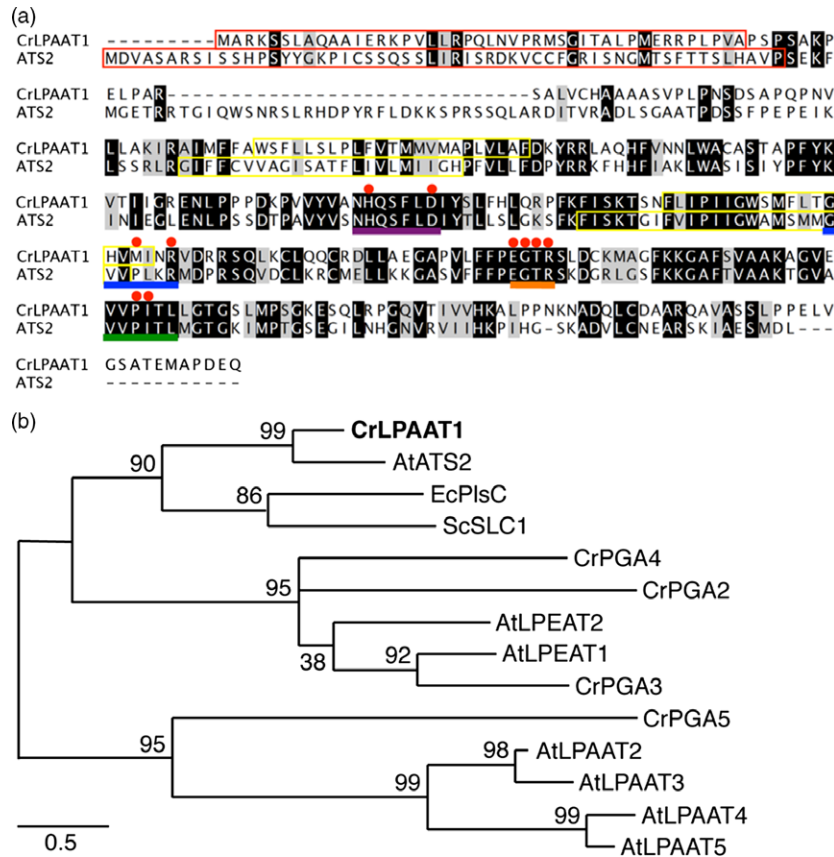 (a)
CrLPAAT1 ---------MARKSSLAQAAIERKPVLLRPQLNVPRMSGITALPMERRPLPVAPSPSAKP
ATS2 MDVASARSISSHPSYYGKPICSSQSSLIRISRDKVCCFGRISNGMTSFTTSLHAVPSEKF
CrLPAAT1 ELPAR--------------------------------SALVCHAAAASVPLPNSDSAPQPNV
ATS2 MGETRRTGIQWSNRSLRHDPYRFLDKKSPRSSQLARDITVRADLSGAATPDSSFPEPEIK
CrLPAAT1 LLAKIRAIMFFAWSFLLSLPLFVTMMVMAPLVLAFDKYRRLAQHFVNNLWACASTAPFYK
ATS2 LSSRLRGIFFCVVAGISATFLIVLMIIGHPFVLLFDPYRRKFHHFIAKLWASISIYPFYK
CrLPAAT1 VTIIGRENLPPPDKPVVYVANHQSFLDIYSLFHLQRPFKFISKTSNFLIPIIGWSMFLTG
ATS2 INIEGLENLPSSDTPAVYVSNHQSFLDIYTLLSLGKSFKFISKTGIFVIPIIGWAMSMMG
CrLPAAT1 HVMINRVDRRSQLKCLQQCRDLLAEGAPVLFFPEGTRSLDCKMAGFKKGAFSVAAKAGVE
ATS2 VVPLKRMDPRSQVDCLKRCMELLKKGASVFFFPEGTRSKDGRLGSFKKGAFTVAAKTGVA
CrLPAAT1 VVPITLLGTGSLMPSGKESQLRPGQVTIVVHKALPPNKNADQLCDAARQAVASSLPPELV
ATS2 VVPITLMGTGKIMPTGSEGILNHGNVRVIIHKPIHG-SKADVLCNEARSKIAESMDL---
CrLPAAT1 GSATEMAPDEQ
ATS2 -----------
(b)
99 CrLPAAT1
90 AtATS2
86 EcPlsC
ScSLC1
CrPGA4
95 CrPGA2
AtLPEAT2
38 92 AtLPEAT1
CrPGA3
CrPGA5
95
98 AtLPAAT2
99 AtLPAAT3
99 AtLPAAT4
0.5 AtLPAAT5